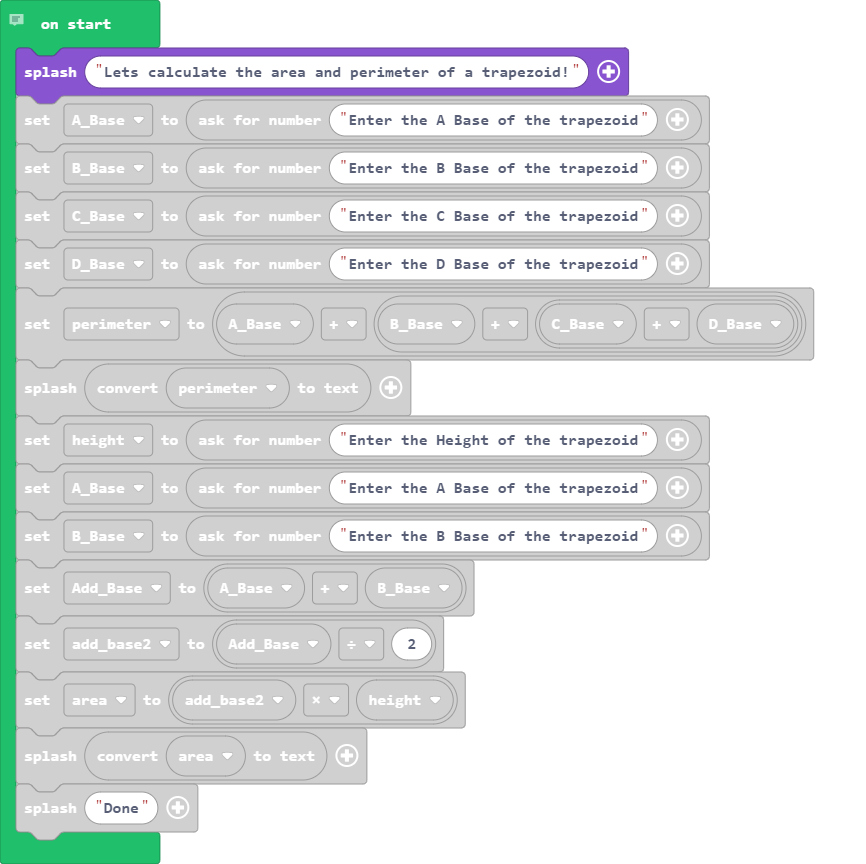 on start
splash "Lets calculate the area and perimeter of a trapezoid!"
set A_Base to ask for number "Enter the A Base of the trapezoid"
set B_Base to ask for number "Enter the B Base of the trapezoid"
set C_Base to ask for number "Enter the C Base of the trapezoid"
set D_Base to ask for number "Enter the D Base of the trapezoid"
set perimeter to A_Base + B_Base + C_Base + D_Base
splash convert perimeter to text
set height to ask for number "Enter the Height of the trapezoid"
set A_Base to ask for number "Enter the A Base of the trapezoid"
set B_Base to ask for number "Enter the B Base of the trapezoid"
set Add_Base to A_Base + B_Base
set add_base2 to Add_Base ÷ 2
set area to add_base2 × height
splash convert area to text
splash "Done"